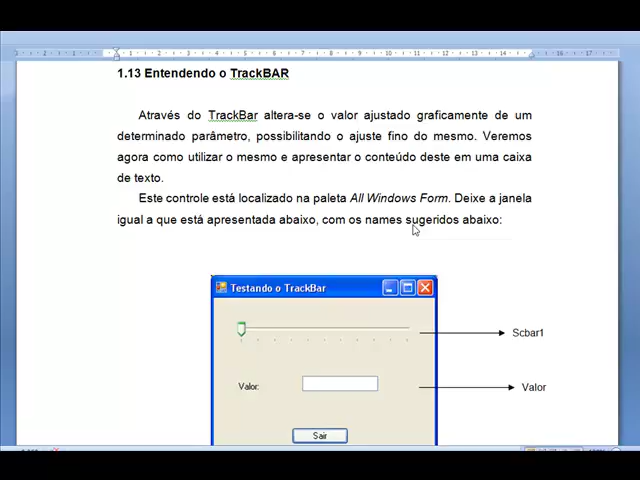 1.13 Entendendo o TrackBAR
Através do TrackBar altera-se o valor ajustado graficamente de um
determinado parâmetro, possibilitando o ajuste fino do mesmo. Veremos
agora como utilizar o mesmo e apresentar o conteúdo deste em uma caixa
de texto.
Este controle está localizado na paleta All Windows Form. Deixe a janela
igual a que está apresentada abaixo, com os names sugeridos abaixo:
Testando o TrackBar
Scbar1
Valor:
Valor
Sair